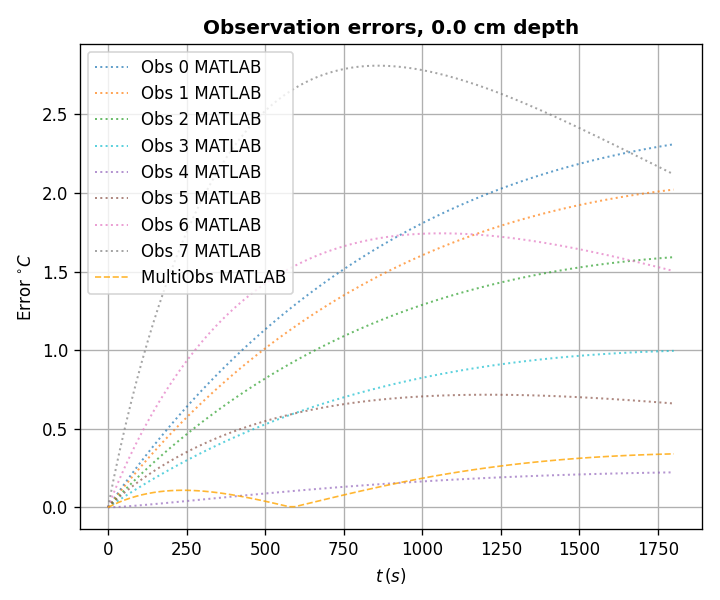 Observation errors, 0.0 cm depth
Obs 0 MATLAB
Obs 1 MATLAB
Obs 2 MATLAB
Obs 3 MATLAB
Obs 4 MATLAB
Obs 5 MATLAB
Obs 6 MATLAB
Obs 7 MATLAB
MultiObs MATLAB
Error °C
2.5
2.0
1.5
1.0
0.5
0.0
0 250 500 750 1000 1250 1500 1750
t (s)